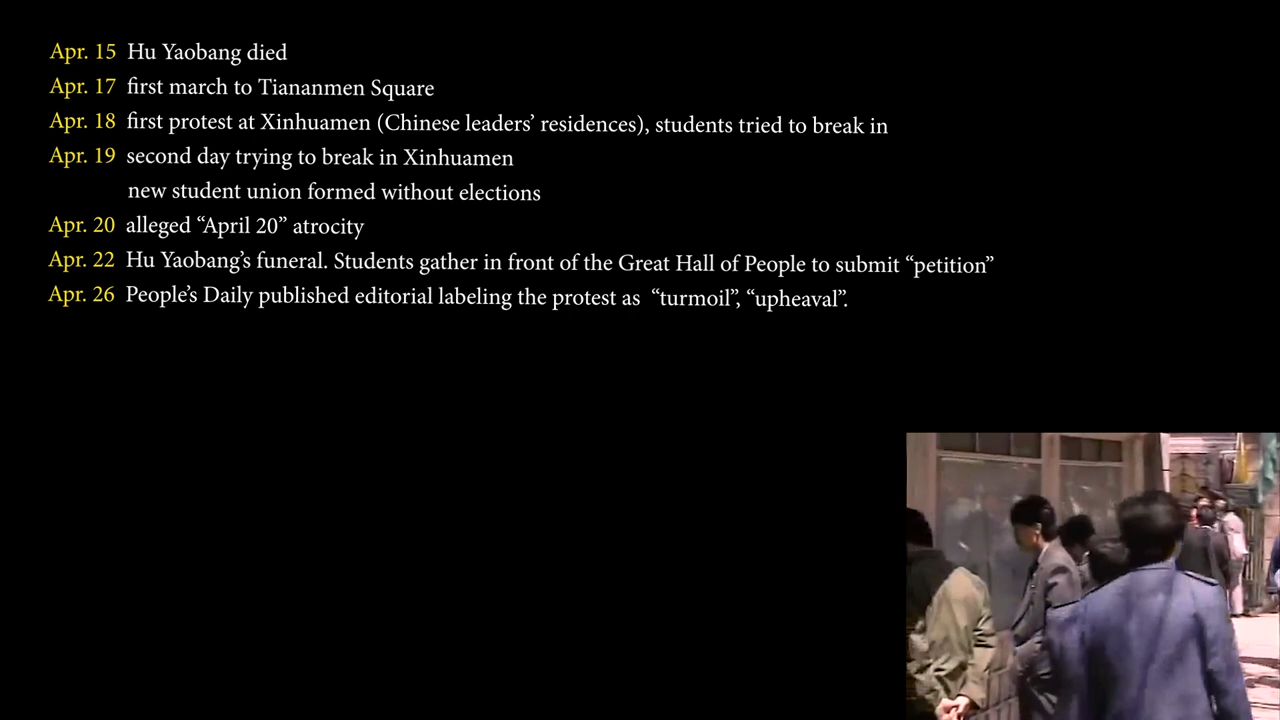 Apr. 15 Hu Yaobang died
Apr. 17 first march to Tiananmen Square
Apr. 18 first protest at Xinhuamen (Chinese leaders’ residences), students tried to break in
Apr. 19 second day trying to break in Xinhuamen
new student union formed without elections
Apr. 20 alleged “April 20” atrocity
Apr. 22 Hu Yaobang’s funeral. Students gather in front of the Great Hall of People to submit “petition”
Apr. 26 People’s Daily published editorial labeling the protest as “turmoil”, “upheaval”.